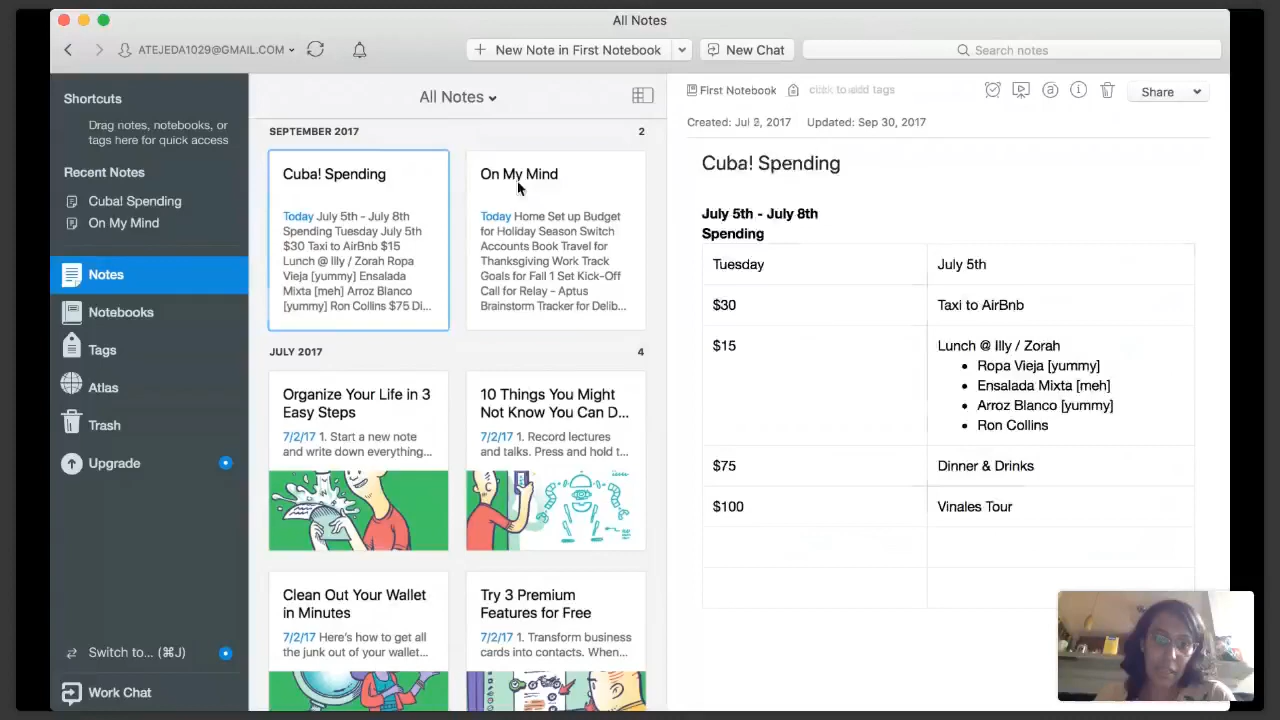 All Notes
ATEJEDA1029@GMAIL.COM
New Note in First Notebook
New Chat
Search notes
Shortcuts
Drag notes, notebooks, or
tags here for quick access
Recent Notes
Cuba! Spending
On My Mind
Notes
Notebooks
Tags
Atlas
Trash
Upgrade
Switch to... (⌘J)
Work Chat
All Notes
SEPTEMBER 2017 2
Cuba! Spending
Today July 5th - July 8th
Spending Tuesday July 5th
$30 Taxi to AirBnb $15
Lunch @ Illy / Zorah Ropa
Vieja [yummy] Ensalada
Mixta [meh] Arroz Blanco
[yummy] Ron Collins $75 Di...
On My Mind
Today Home Set up Budget
for Holiday Season Switch
Accounts Book Travel for
Thanksgiving Work Track
Goals for Fall 1 Set Kick-Off
Call for Relay - Aptus
Brainstorm Tracker for Delib...
JULY 2017 4
Organize Your Life in 3
Easy Steps
7/2/17 1. Start a new note
and write down everything...
10 Things You Might
Not Know You Can D...
7/2/17 1. Record lectures
and talks. Press and hold t...
Clean Out Your Wallet
in Minutes
7/2/17 Here's how to get all
the junk out of your wallet...
Try 3 Premium
Features for Free
7/2/17 1. Transform business
cards into contacts. When...
First Notebook
click to add tags
Share
Created: Jul 2, 2017 Updated: Sep 30, 2017
Cuba! Spending
July 5th - July 8th
Spending
Tuesday July 5th
$30 Taxi to AirBnb
$15 Lunch @ Illy / Zorah
• Ropa Vieja [yummy]
• Ensalada Mixta [meh]
• Arroz Blanco [yummy]
• Ron Collins
$75 Dinner & Drinks
$100 Vinales Tour